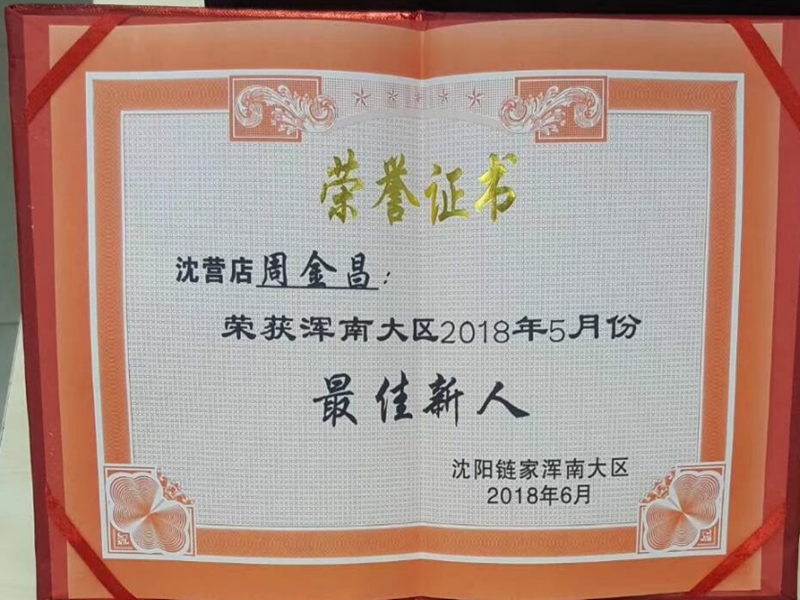 荣誉证书
沈营店周金昌：
荣获浑南大区2018年5月份
最佳新人
沈阳链家浑南大区
2018年6月